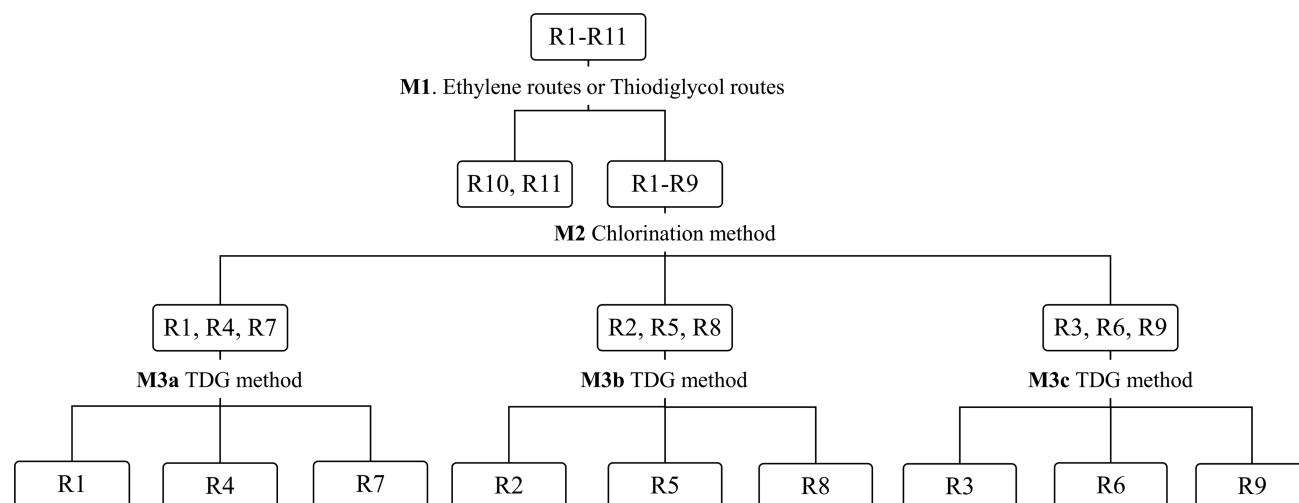 R1-R11
M1. Ethylene routes or Thiodiglycol routes
R10, R11
R1-R9
M2 Chlorination method
R1, R4, R7
R2, R5, R8
R3, R6, R9
M3a TDG method
M3b TDG method
M3c TDG method
R1
R4
R7
R2
R5
R8
R3
R6
R9